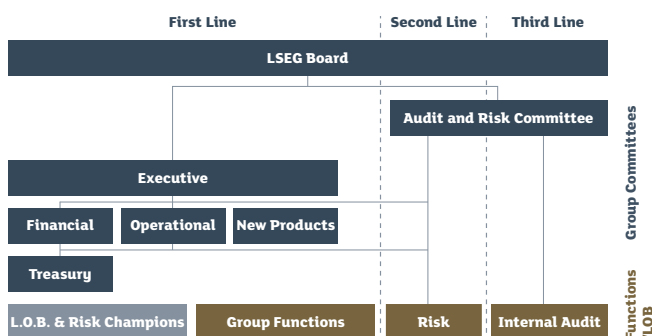 First Line
Second Line
Third Line
LSEG Board
Audit and Risk Committee
Executive
Financial
Operational
New Products
Treasury
L.O.B. & Risk Champions
Group Functions
Risk
Internal Audit
Group Committees
Functions